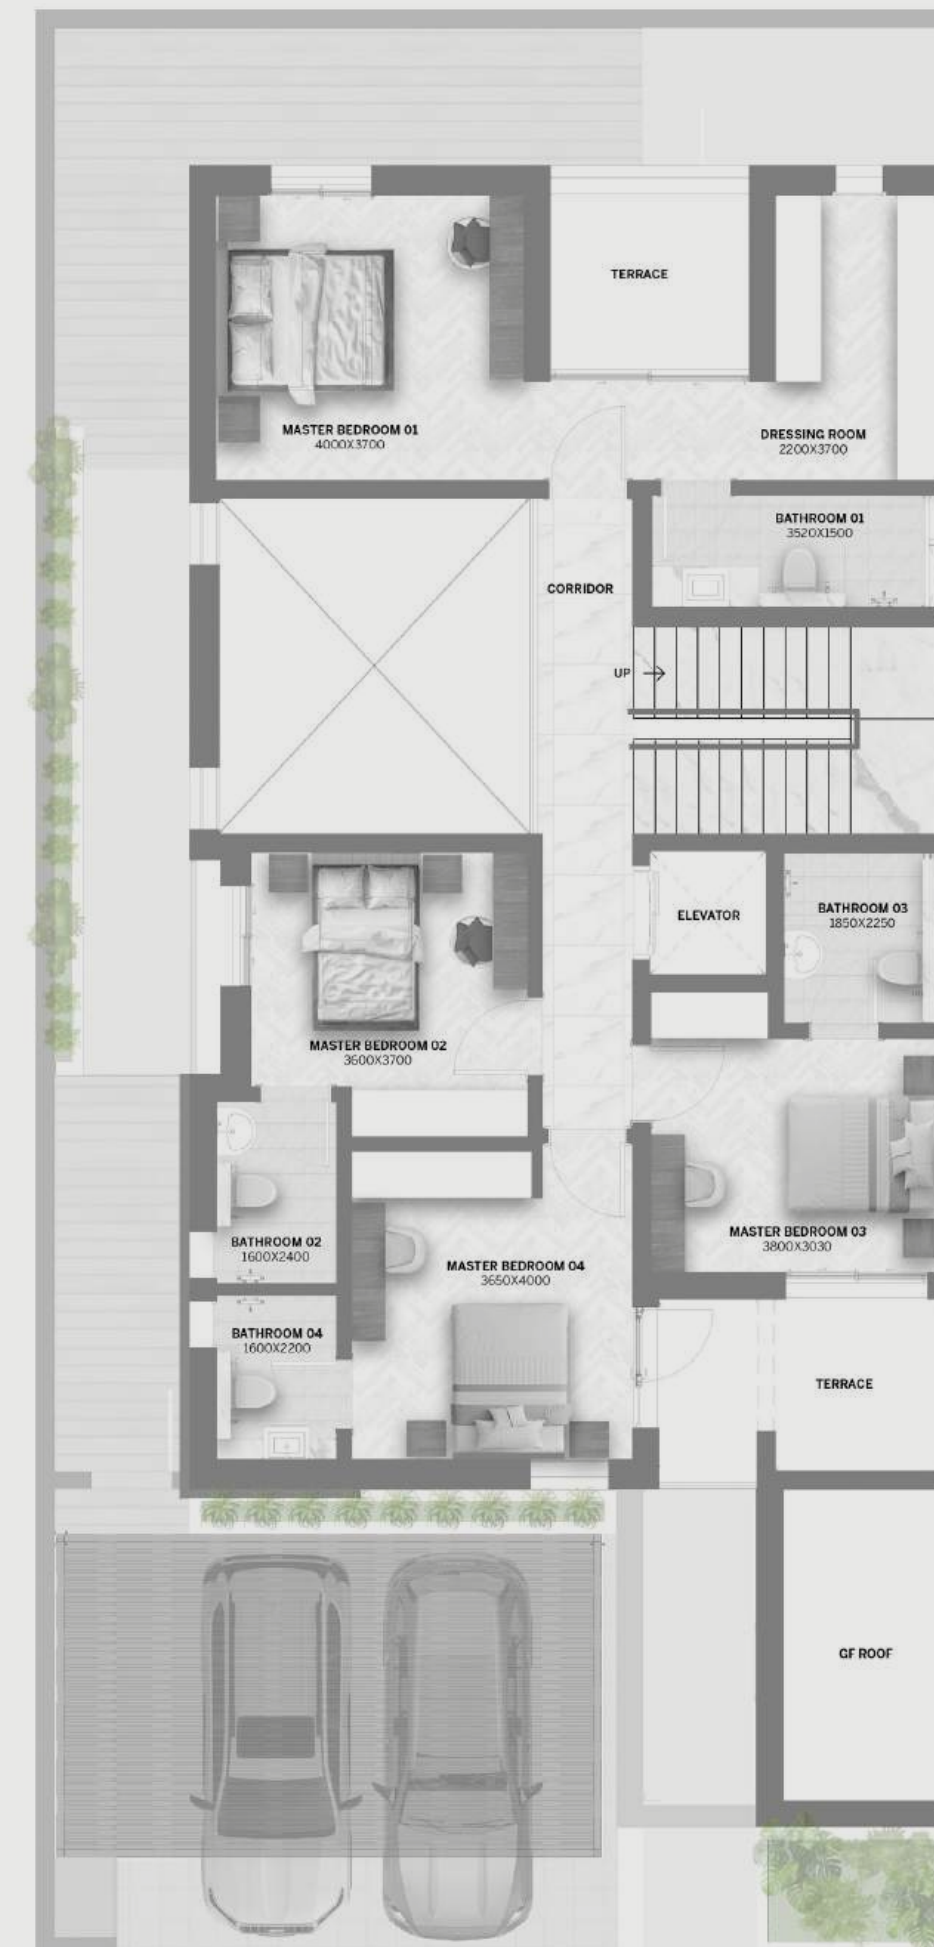 TERRACE
MASTER BEDROOM 01
4000X3700
DRESSING ROOM
2200X3700
BATHROOM 01
3520X1500
CORRIDOR
UP
ELEVATOR
BATHROOM 03
1850X2250
MASTER BEDROOM 02
3600X3700
BATHROOM 02
1600X2400
MASTER BEDROOM 03
3800X3030
MASTER BEDROOM 04
3650X4000
BATHROOM 04
1600X2200
TERRACE
GF ROOF